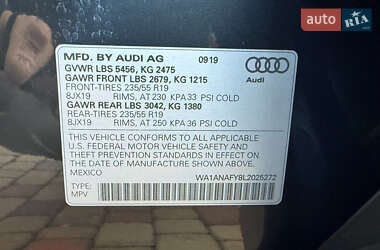 AUTO RIA
MFD. BY AUDI AG 0919
GVWR LBS 5456, KG 2475
GAWR FRONT LBS 2679, KG 1215
FRONT-TIRES 235/55 R19
8JX19 RIMS, AT 230 KPA 33 PSI COLD
GAWR REAR LBS 3042, KG 1380
REAR-TIRES 235/55 R19
8JX19 RIMS, AT 250 KPA 36 PSI COLD
Audi
THIS VEHICLE CONFORMS TO ALL APPLICABLE
U.S. FEDERAL MOTOR VEHICLE SAFETY AND
THEFT PREVENTION STANDARDS IN EFFECT ON
THE DATE OF MANUFACTURE SHOWN ABOVE.
MEXICO
WA1ANAFY8L2025272
TYPE:
MPV